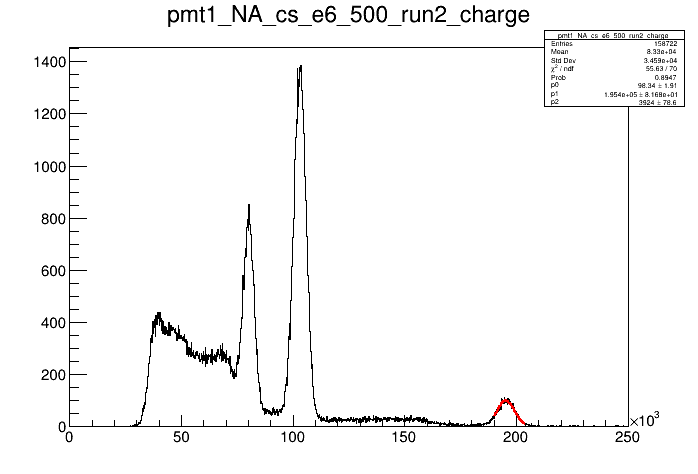 pmt1_NA_cs_e6_500_run2_charge
pmt1_NA_cs_e6_500_run2_charge
Entries 158722
Mean 8.33e+04
Std Dev 3.459e+04
χ² / ndf 55.63 / 70
Prob 0.8947
p0 98.34 ± 1.91
p1 1.954e+05 ± 8.168e+01
p2 3924 ± 78.6
1400
1200
1000
800
600
400
200
0
×10³
0 50 100 150 200 250